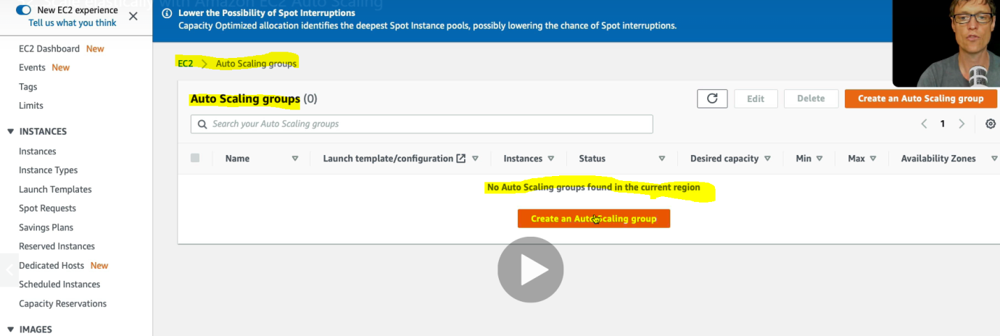 2. Scale elastically with Amazon EC2 Auto Scaling
New EC2 experience
Tell us what you think
EC2 Dashboard New
Events New
Tags
Limits
INSTANCES
Instances
Instance Types
Launch Templates
Spot Requests
Savings Plans
Reserved Instances
Dedicated Hosts New
Scheduled Instances
Capacity Reservations
IMAGES
Lower the Possibility of Spot Interruptions
Capacity Optimized allocation identifies the deepest Spot Instance pools, possibly lowering the chance of Spot interruptions.
EC2 > Auto Scaling groups
Auto Scaling groups (0)
Edit
Delete
Create an Auto Scaling group
Search your Auto Scaling groups
1
Name Launch template/configuration Instances Status Desired capacity Min Max Availability Zones
No Auto Scaling groups found in the current region
Create an Auto Scaling group